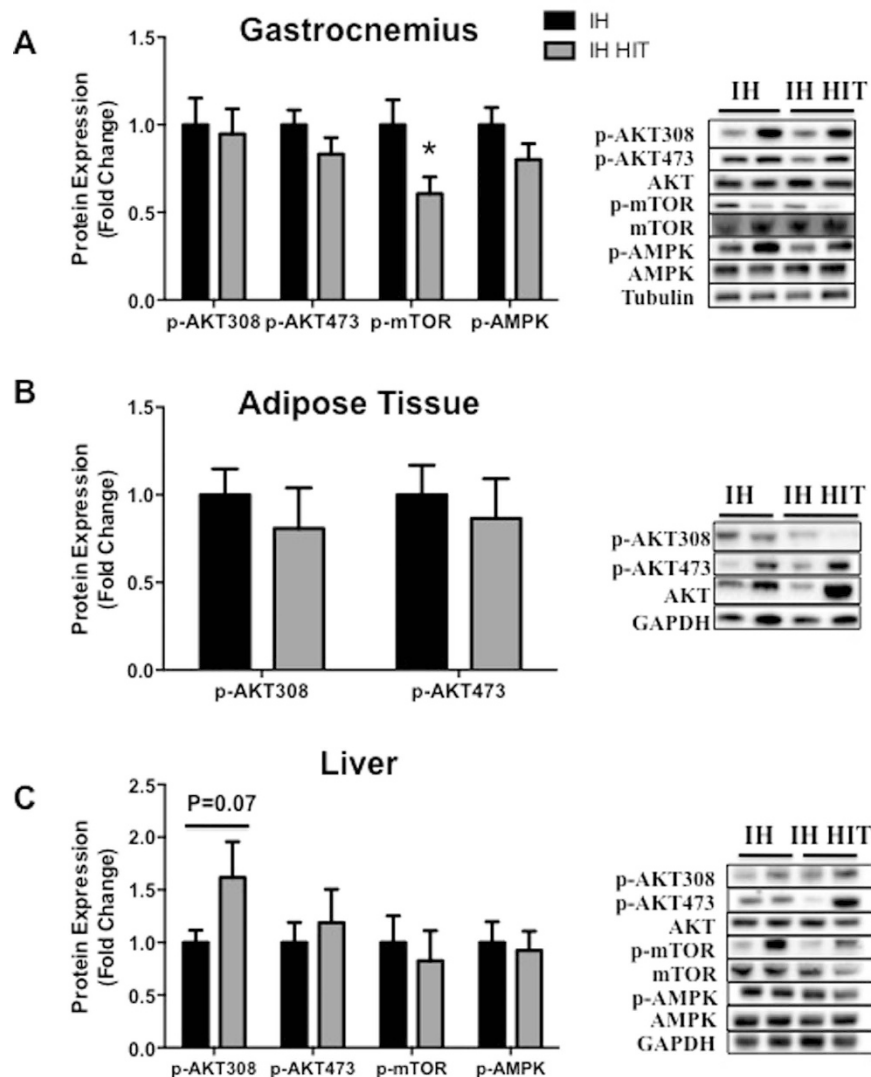 A
Gastrocnemius
IH
IH HIT
Protein Expression
(Fold Change)
1.5
1.0
0.5
0.0
*
p-AKT308 p-AKT473 p-mTOR p-AMPK
IH IH HIT
p-AKT308
p-AKT473
AKT
p-mTOR
mTOR
p-AMPK
AMPK
Tubulin
B
Adipose Tissue
Protein Expression
(Fold Change)
1.5
1.0
0.5
0.0
p-AKT308 p-AKT473
IH IH HIT
p-AKT308
p-AKT473
AKT
GAPDH
C
Liver
Protein Expression
(Fold Change)
2.5
2.0
1.5
1.0
0.5
0.0
P=0.07
p-AKT308 p-AKT473 p-mTOR p-AMPK
IH IH HIT
p-AKT308
p-AKT473
AKT
p-mTOR
mTOR
p-AMPK
AMPK
GAPDH